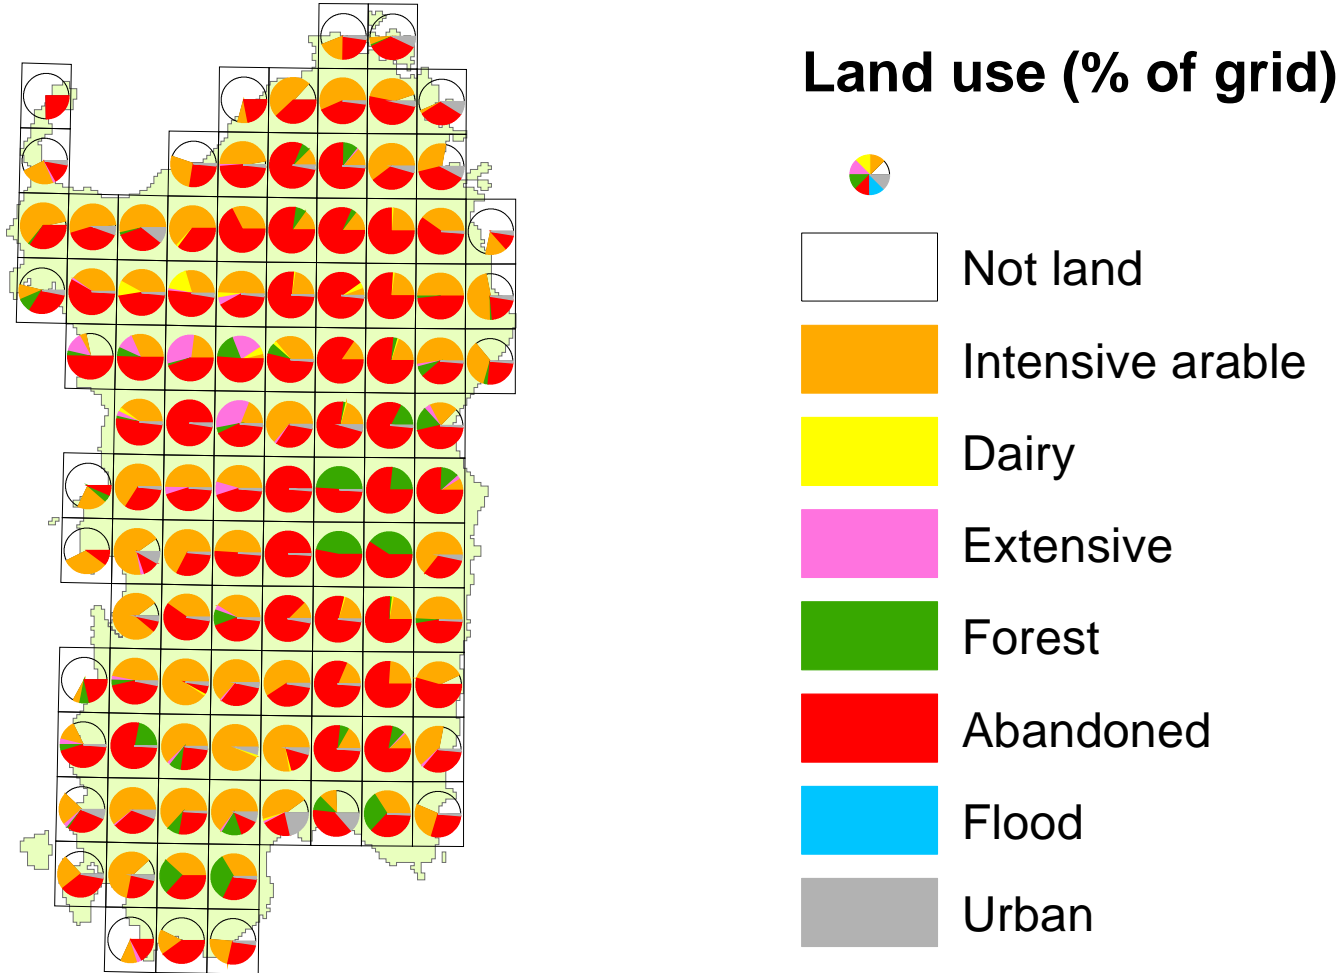 Land use (% of grid)
Not land
Intensive arable
Dairy
Extensive
Forest
Abandoned
Flood
Urban